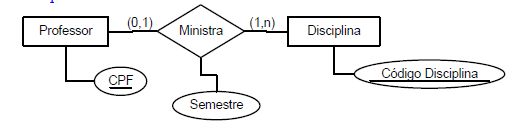 Professor (0,1) Ministra (1,n) Disciplina
CPF Código Disciplina
Semestre